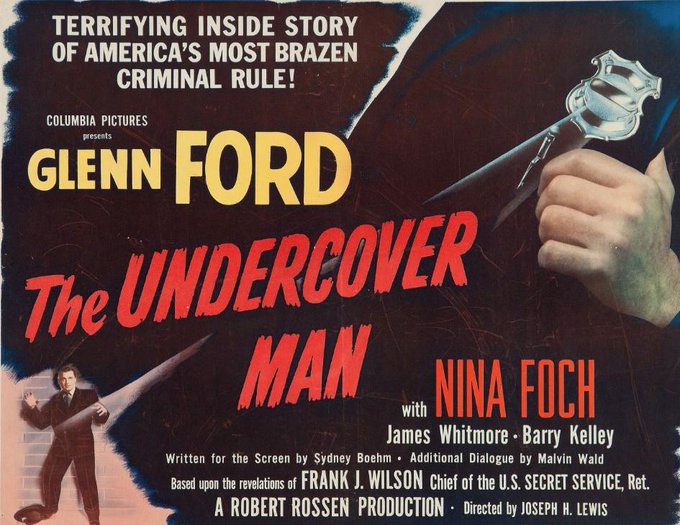 TERRIFYING INSIDE STORY
OF AMERICA'S MOST BRAZEN
CRIMINAL RULE!
COLUMBIA PICTURES
presents
GLENN FORD
The UNDERCOVER
MAN
with NINA FOCH
James Whitmore · Barry Kelley
Written for the Screen by Sydney Boehm · Additional Dialogue by Malvin Wald
Based upon the revelations of FRANK J. WILSON Chief of the U.S. SECRET SERVICE, Ret.
A ROBERT ROSSEN PRODUCTION · Directed by JOSEPH H. LEWIS